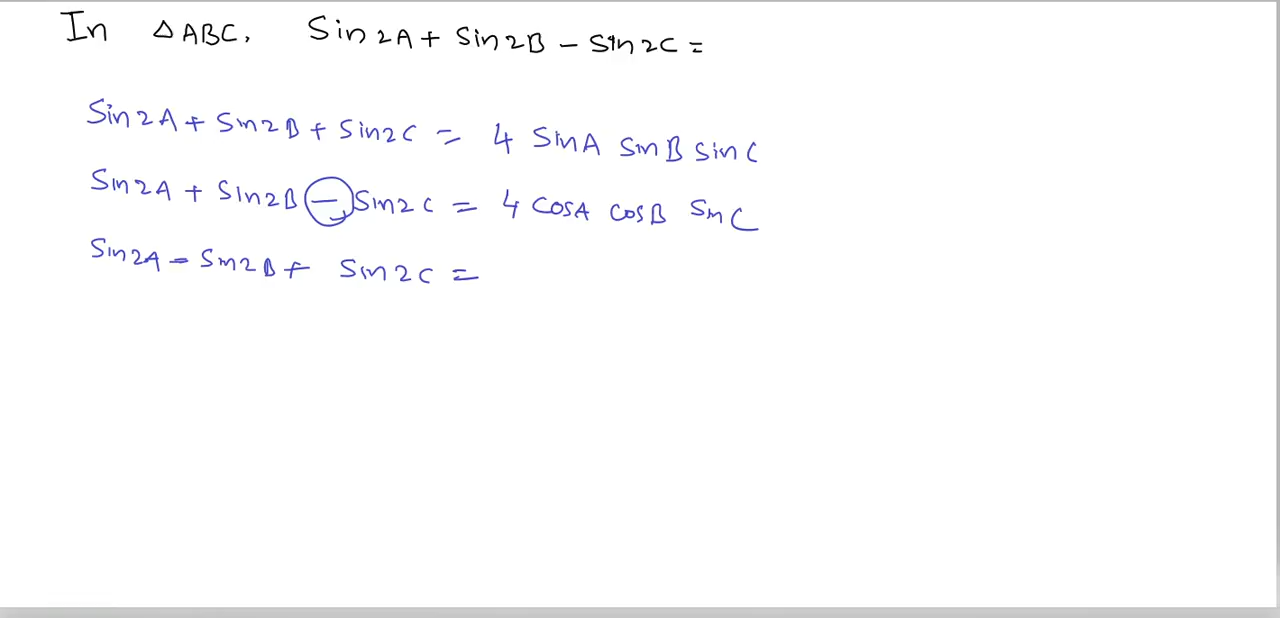 In △ABC, Sin2A + Sin2B - Sin2C =
Sin2A + Sin2B + Sin2C = 4 SinA SinB SinC
Sin2A + Sin2B - Sin2C = 4 CosA CosB SinC
Sin2A - Sin2B + Sin2C =